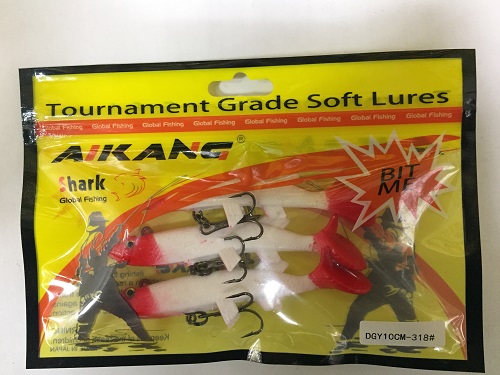 Tournament Grade Soft Lures
Global Fishing Global Fishing Global Fishing Global Fishing Global Fishing Global Fishing
AIKANG®
Shark
Global Fishing
BIT
ME
DGY10CM-318#